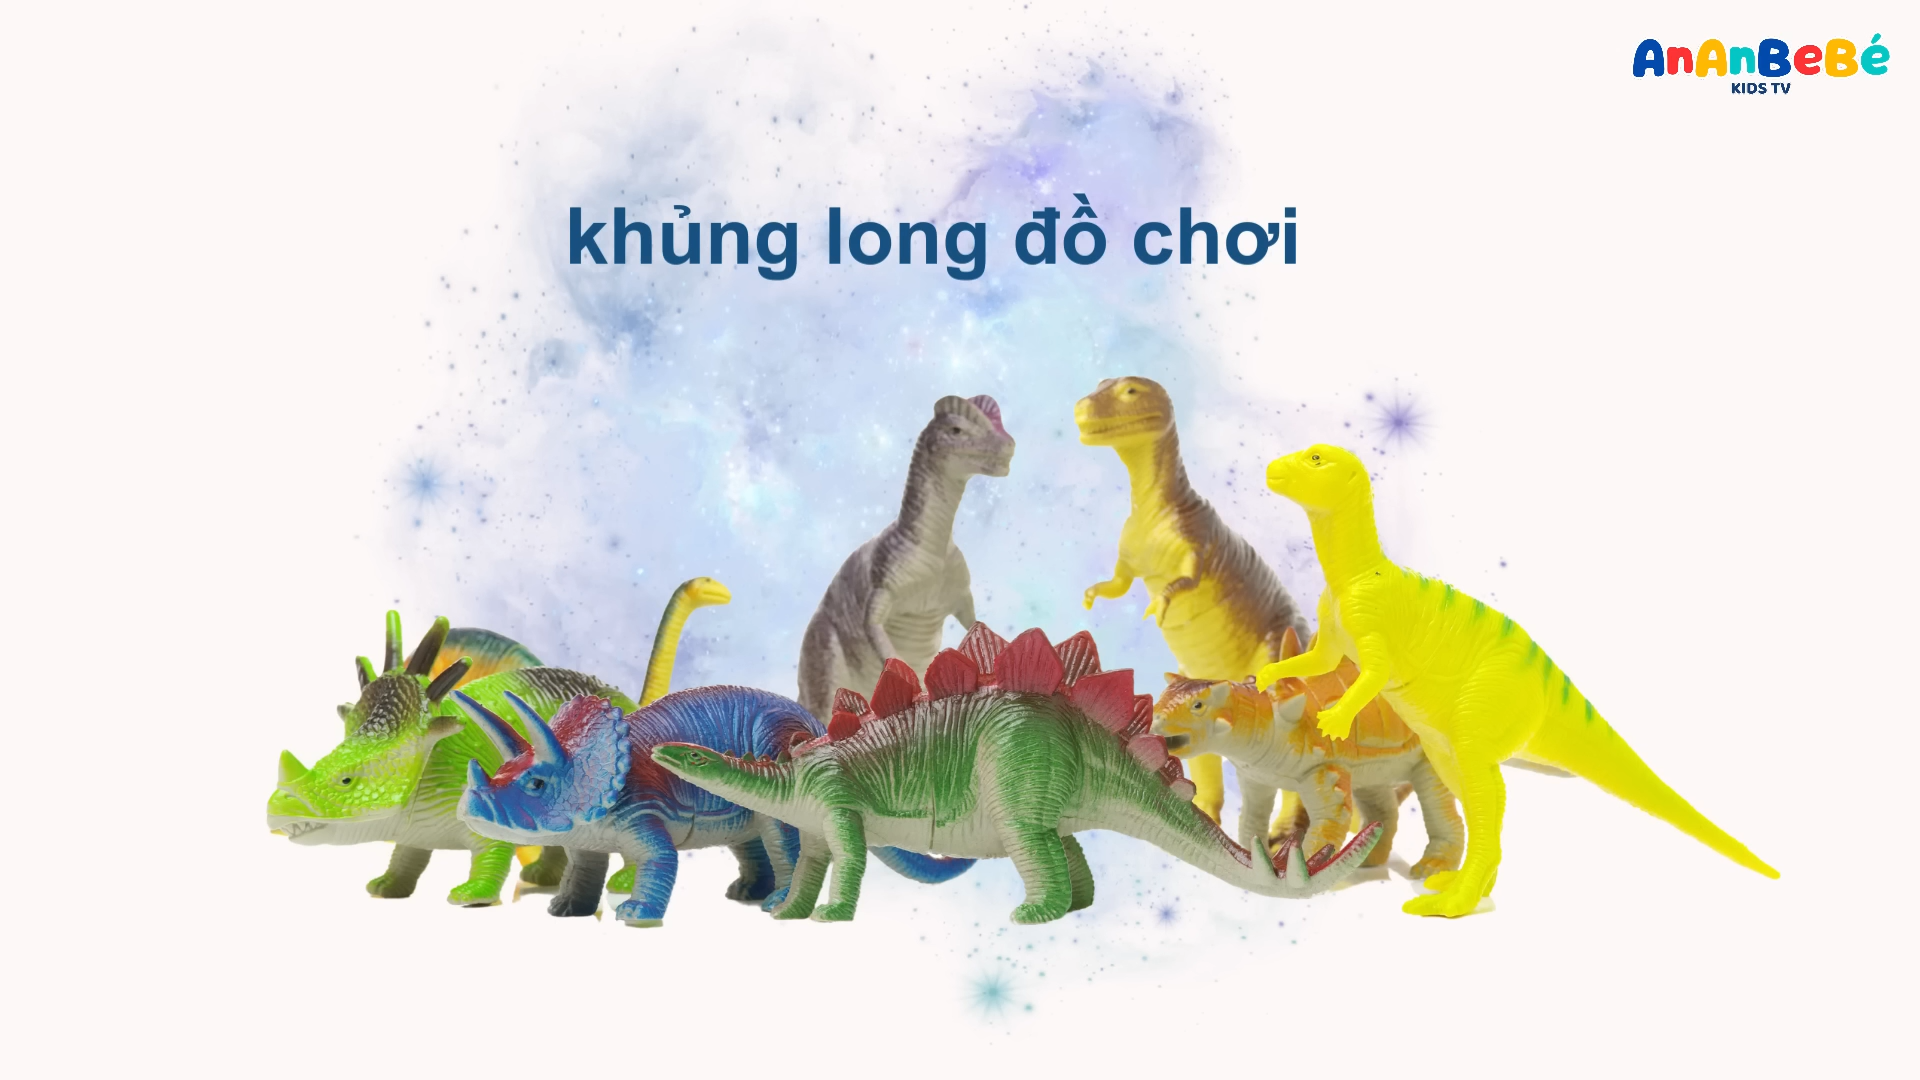 AnAnBeBé
KIDS TV
khủng long đồ chơi